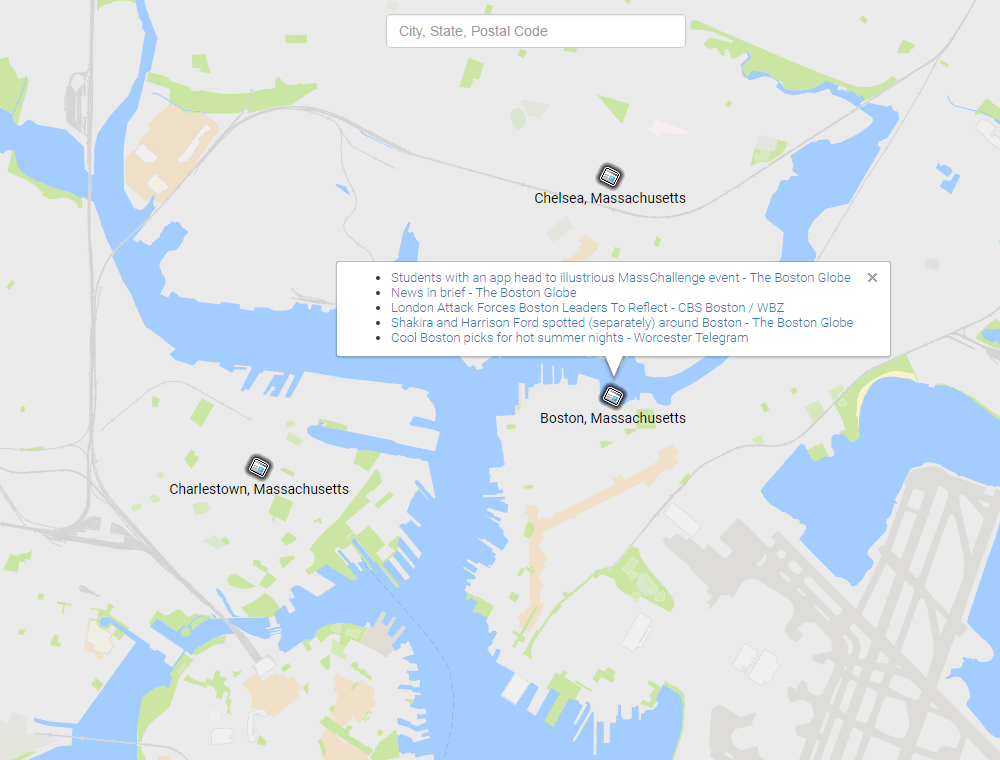 City, State, Postal Code
Chelsea, Massachusetts
Students with an app head to illustrious MassChallenge event - The Boston Globe
News in brief - The Boston Globe
London Attack Forces Boston Leaders To Reflect - CBS Boston / WBZ
Shakira and Harrison Ford spotted (separately) around Boston - The Boston Globe
Cool Boston picks for hot summer nights - Worcester Telegram
Boston, Massachusetts
Charlestown, Massachusetts